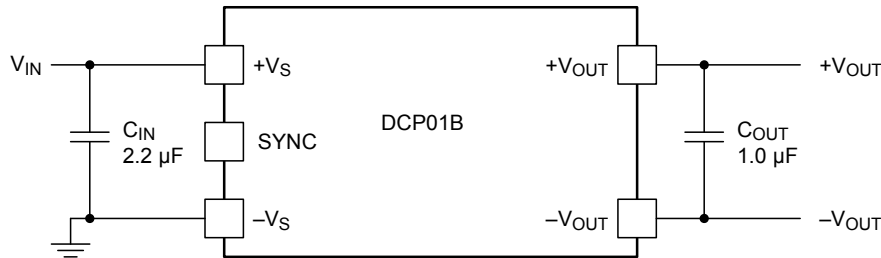 V_IN
+V_S
+V_OUT
+V_OUT
C_IN
2.2 µF
SYNC
DCP01B
C_OUT
1.0 µF
–V_S
–V_OUT
–V_OUT